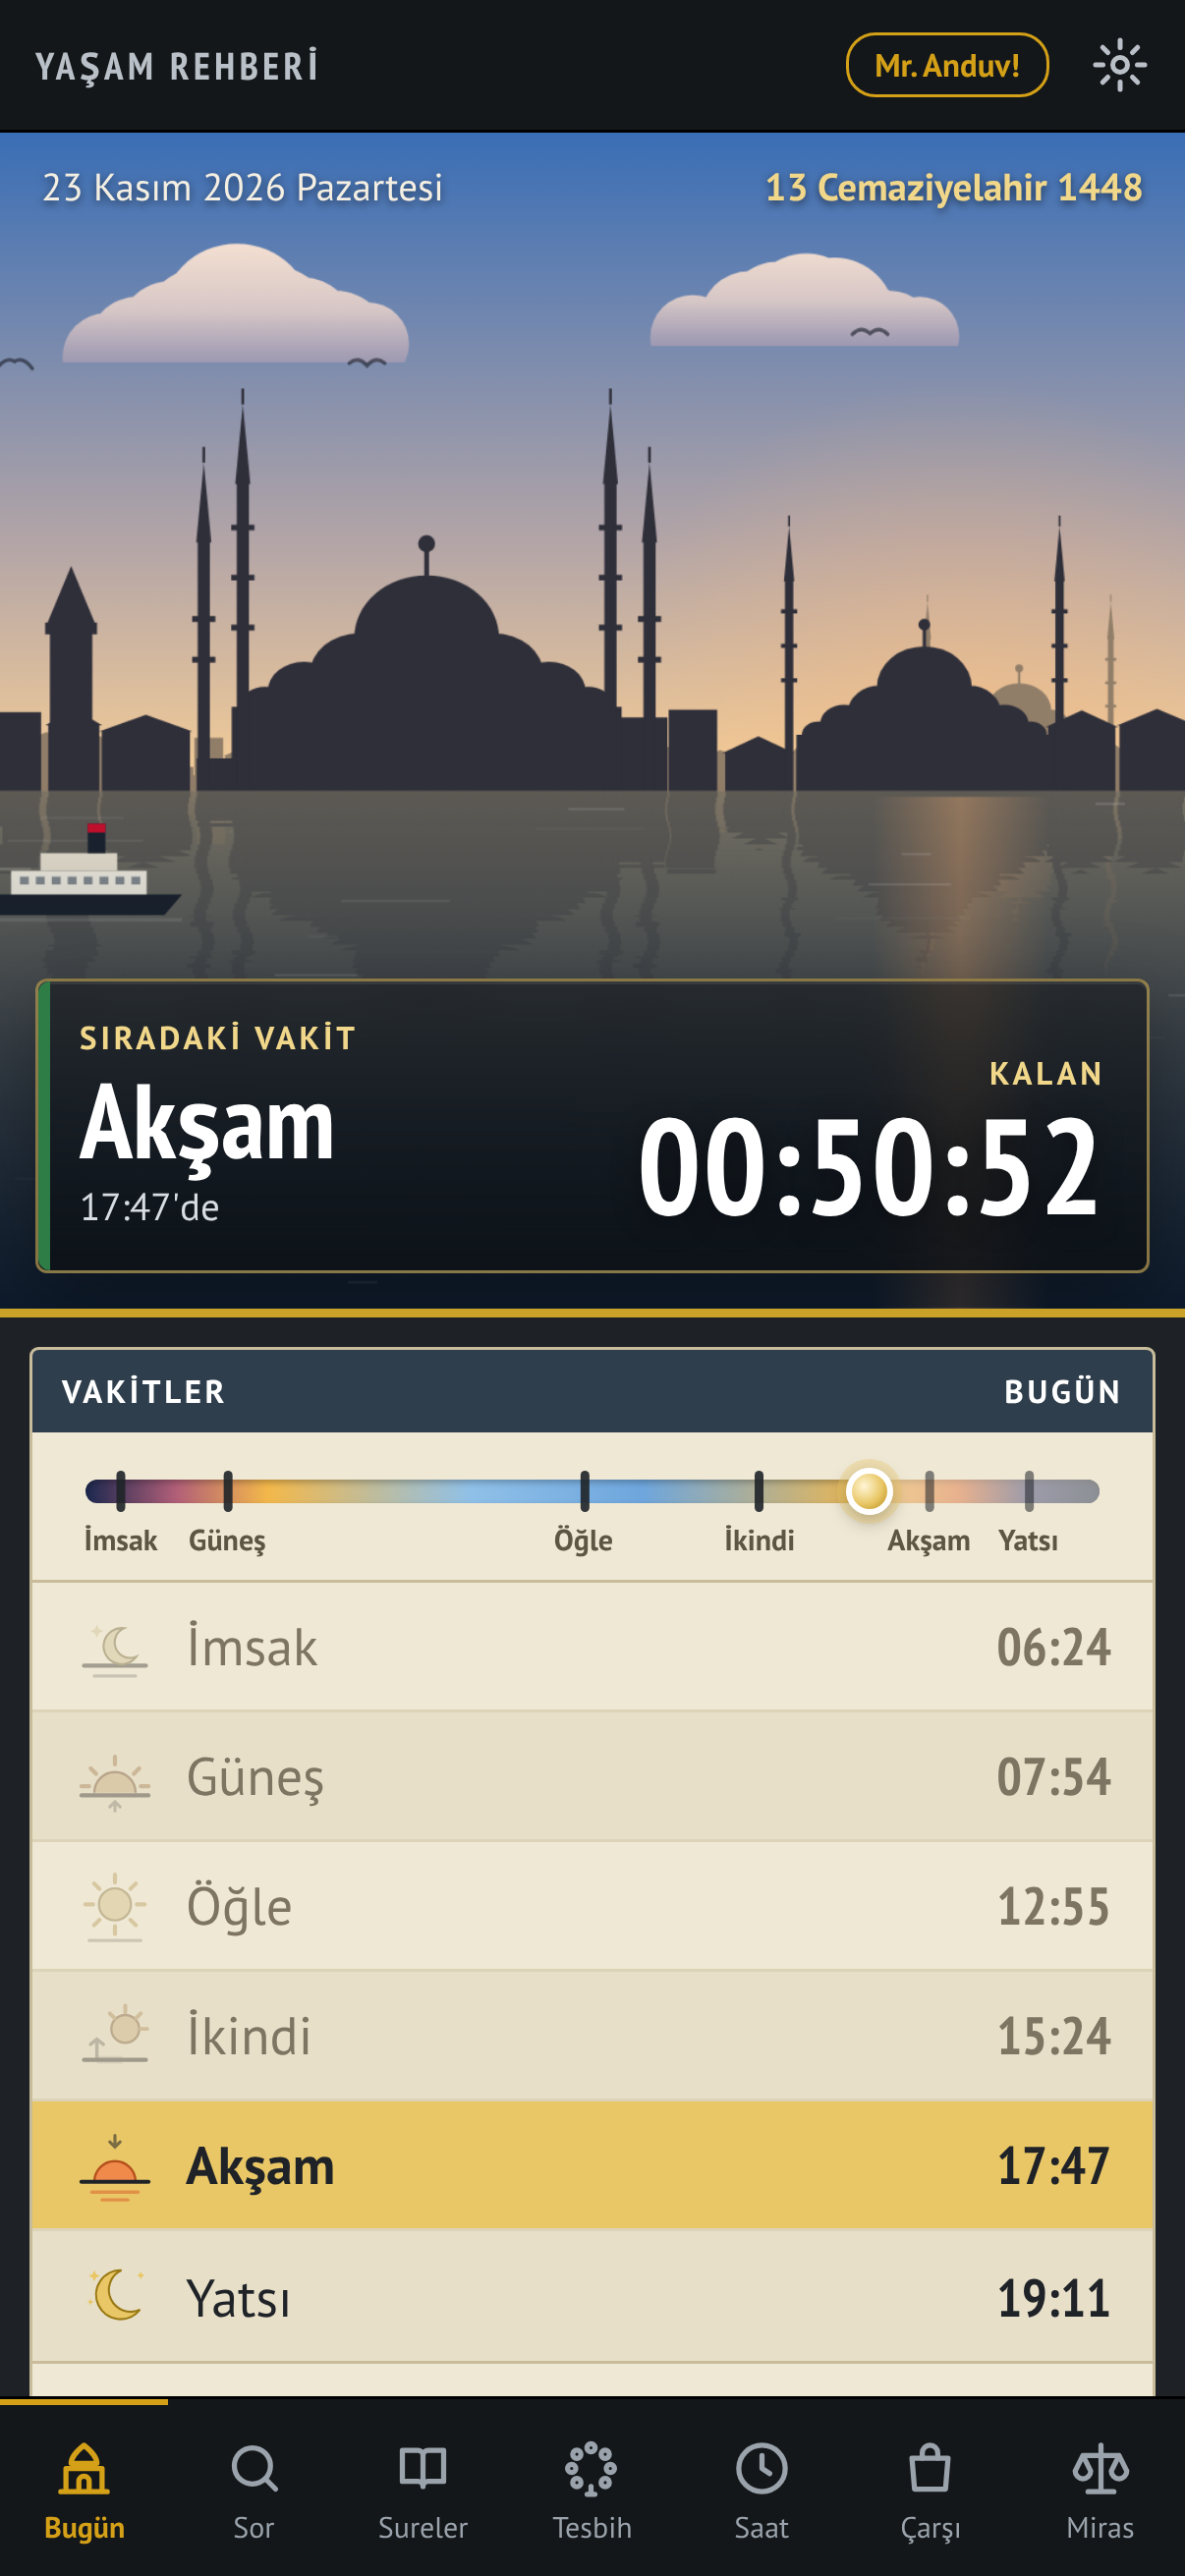 YAŞAM REHBERİ
Mr. Anduv!
23 Kasım 2026 Pazartesi
13 Cemaziyelahir 1448
SIRADAKİ VAKİT
Akşam
17:47'de
KALAN
00:50:52
VAKİTLER
BUGÜN
İmsak Güneş Öğle İkindi Akşam Yatsı
İmsak 06:24
Güneş 07:54
Öğle 12:55
İkindi 15:24
Akşam 17:47
Yatsı 19:11
Bugün Sor Sureler Tesbih Saat Çarşı Miras